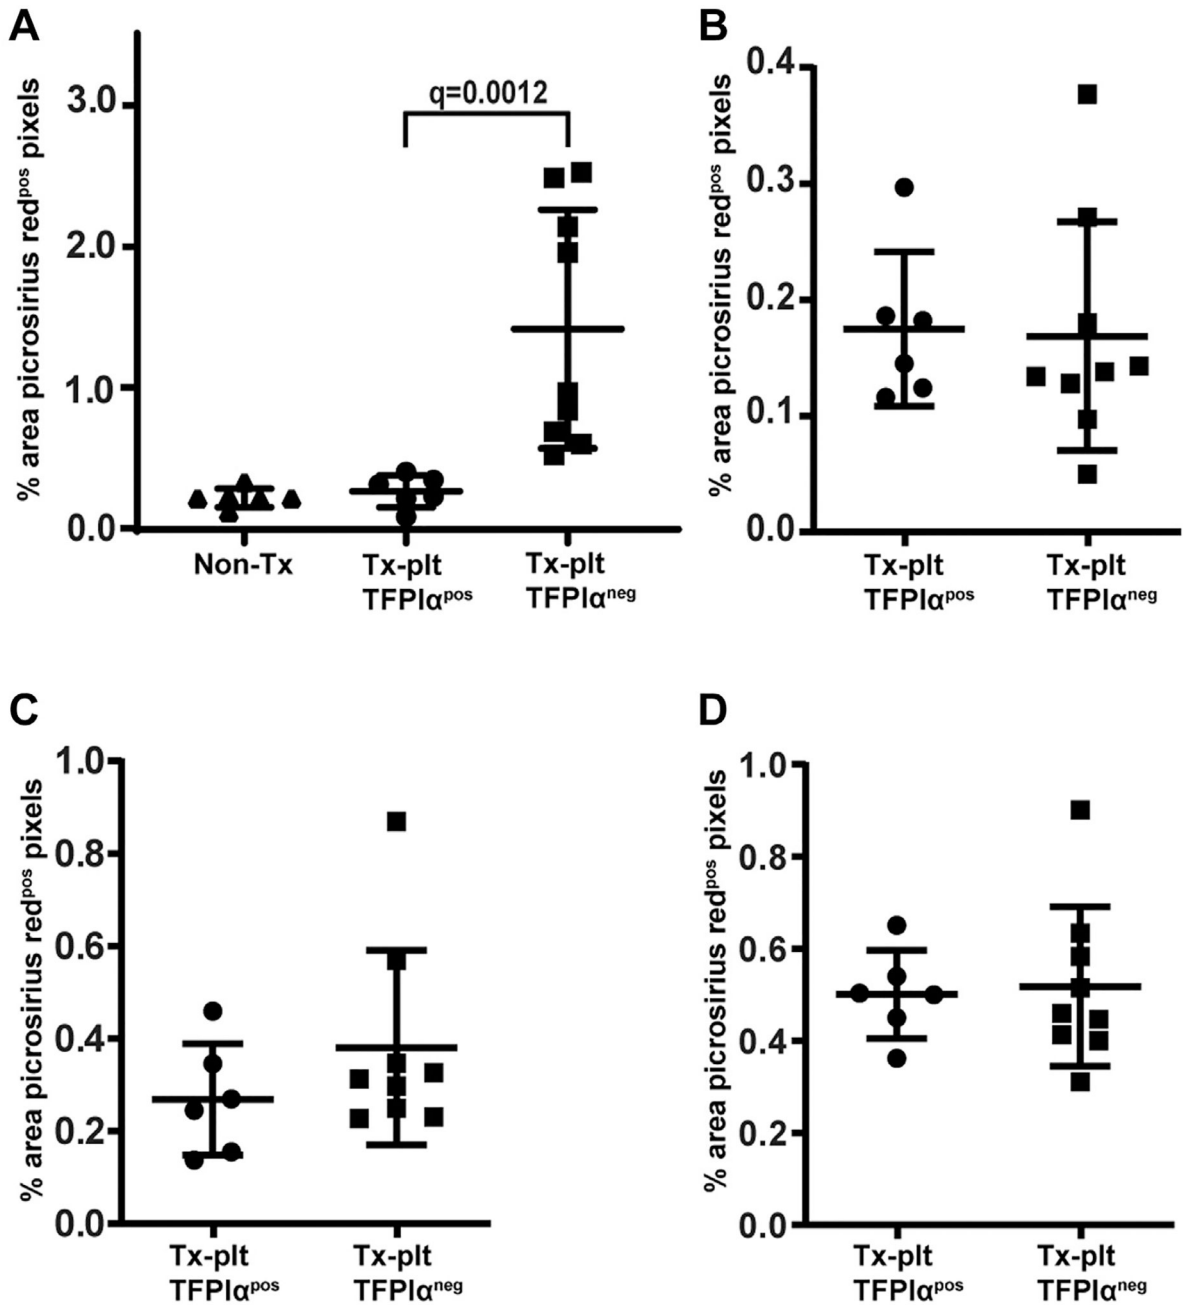 A
% area picrosirius redᵖᵒˢ pixels
3.0
2.0
1.0
0.0
q=0.0012
Non-Tx
Tx-plt
TFPIαᵖᵒˢ
Tx-plt
TFPIαⁿᵉᵍ
B
% area picrosirius redᵖᵒˢ pixels
0.4
0.3
0.2
0.1
0.0
Tx-plt
TFPIαᵖᵒˢ
Tx-plt
TFPIαⁿᵉᵍ
C
% area picrosirius redᵖᵒˢ pixels
1.0
0.8
0.6
0.4
0.2
0.0
Tx-plt
TFPIαᵖᵒˢ
Tx-plt
TFPIαⁿᵉᵍ
D
% area picrosirius redᵖᵒˢ pixels
1.0
0.8
0.6
0.4
0.2
0.0
Tx-plt
TFPIαᵖᵒˢ
Tx-plt
TFPIαⁿᵉᵍ